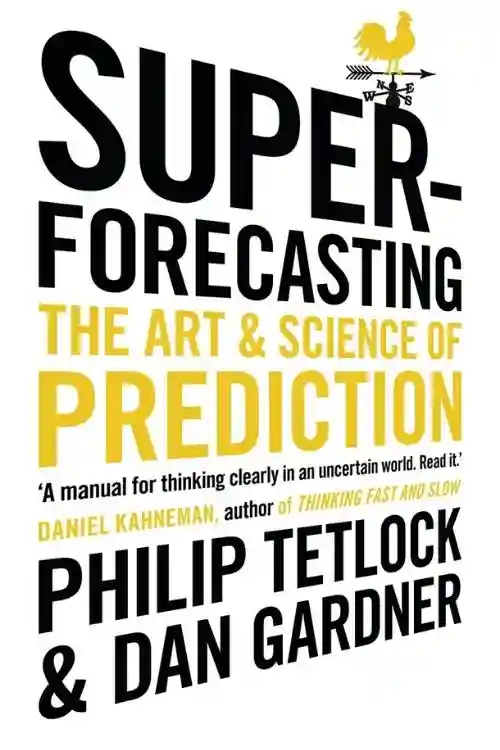 N
E
W
S
SUPER-
FORECASTING
THE ART & SCIENCE OF
PREDICTION
‘A manual for thinking clearly in an uncertain world. Read it.’
DANIEL KAHNEMAN, author of THINKING FAST AND SLOW
PHILIP TETLOCK
& DAN GARDNER